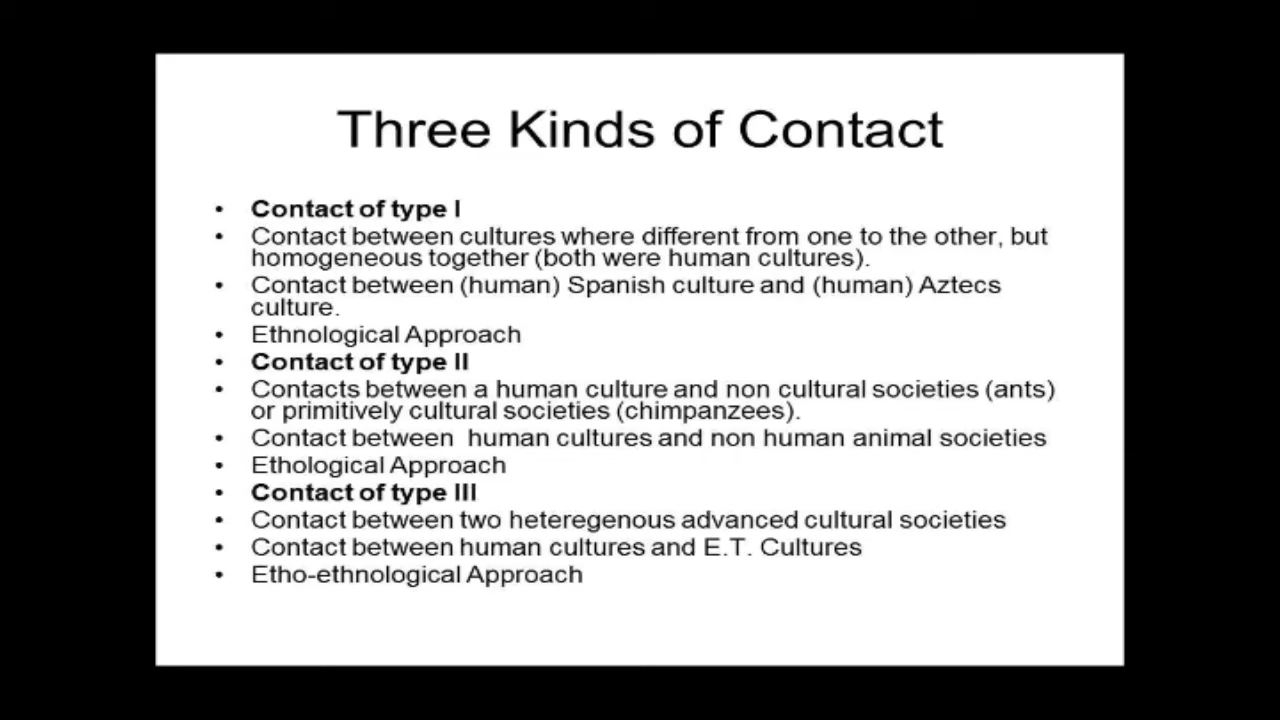 Three Kinds of Contact
• Contact of type I
• Contact between cultures where different from one to the other, but
homogeneous together (both were human cultures).
• Contact between (human) Spanish culture and (human) Aztecs
culture.
• Ethnological Approach
• Contact of type II
• Contacts between a human culture and non cultural societies (ants)
or primitively cultural societies (chimpanzees).
• Contact between human cultures and non human animal societies
• Ethological Approach
• Contact of type III
• Contact between two heteregenous advanced cultural societies
• Contact between human cultures and E.T. Cultures
• Etho-ethnological Approach